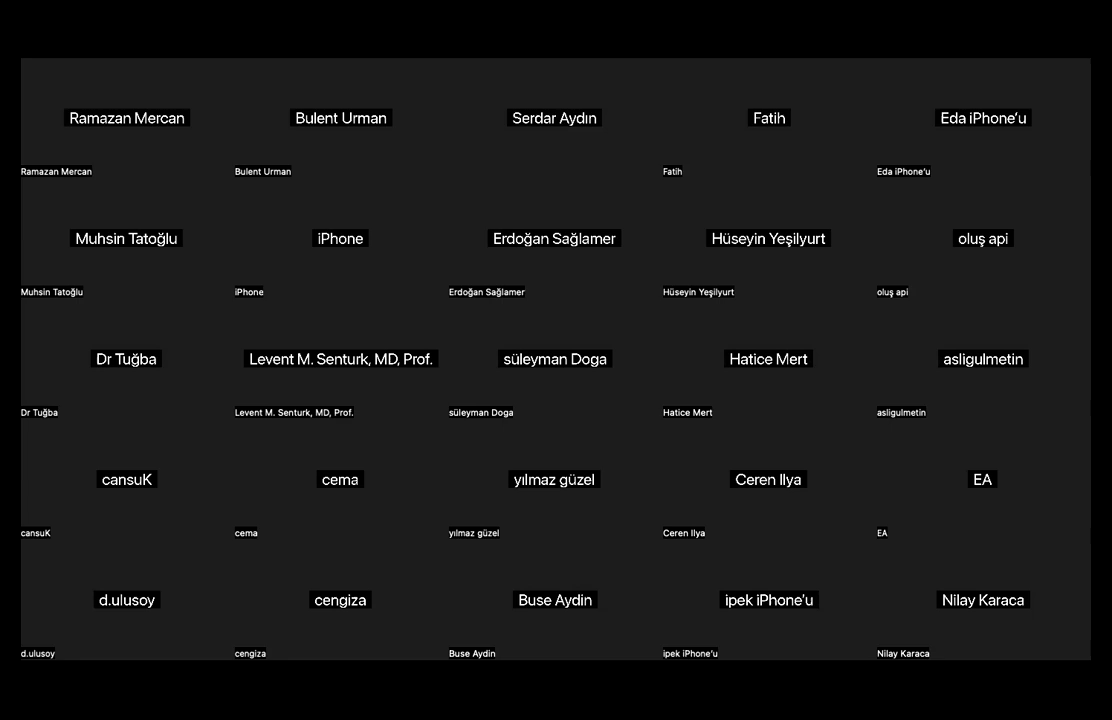 Ramazan Mercan
Bulent Urman
Serdar Aydın
Fatih
Eda iPhone'u
Ramazan Mercan
Bulent Urman
Fatih
Eda iPhone'u
Muhsin Tatoğlu
iPhone
Erdoğan Sağlamer
Hüseyin Yeşilyurt
oluş api
Muhsin Tatoğlu
iPhone
Erdoğan Sağlamer
Hüseyin Yeşilyurt
oluş api
Dr Tuğba
Levent M. Senturk, MD, Prof.
süleyman Doga
Hatice Mert
asligulmetin
Dr Tuğba
Levent M. Senturk, MD, Prof.
süleyman Doga
Hatice Mert
asligulmetin
cansuK
cema
yılmaz güzel
Ceren Ilya
EA
cansuK
cema
yılmaz güzel
Ceren Ilya
EA
d.ulusoy
cengiza
Buse Aydin
ipek iPhone'u
Nilay Karaca
d.ulusoy
cengiza
Buse Aydin
ipek iPhone'u
Nilay Karaca